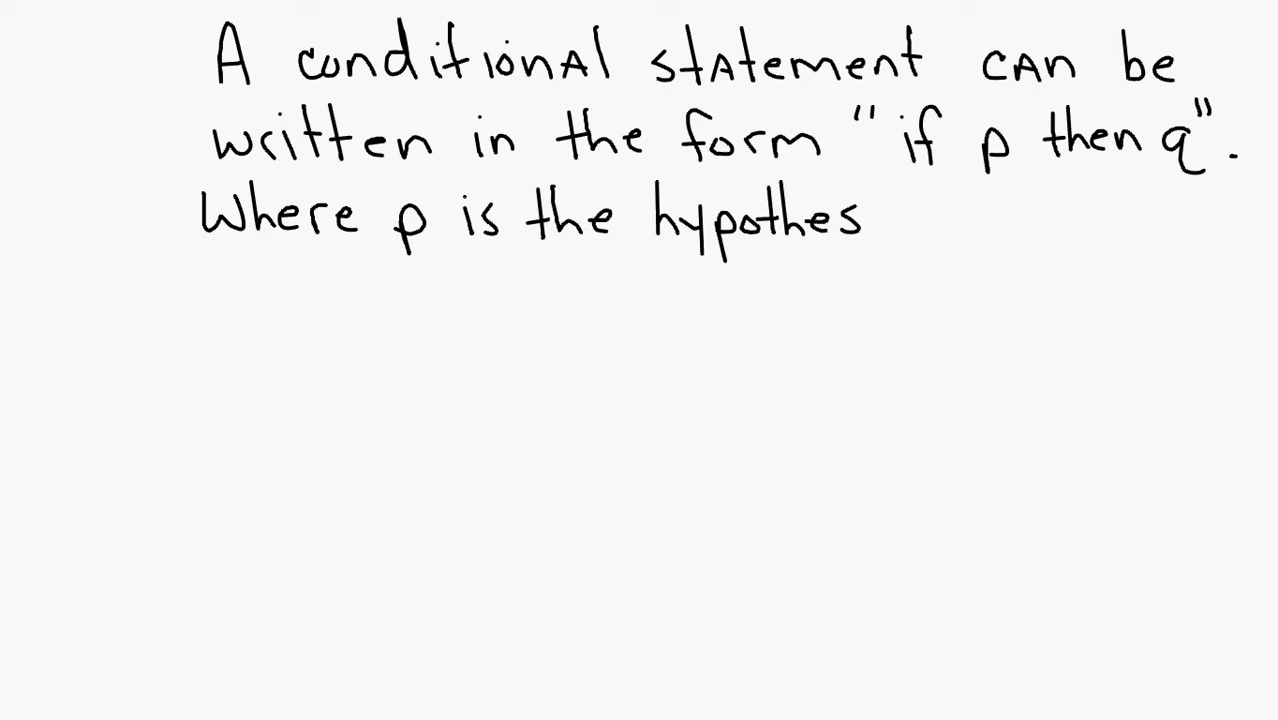 A conditional statement can be
written in the form "if p then q".
Where p is the hypothes